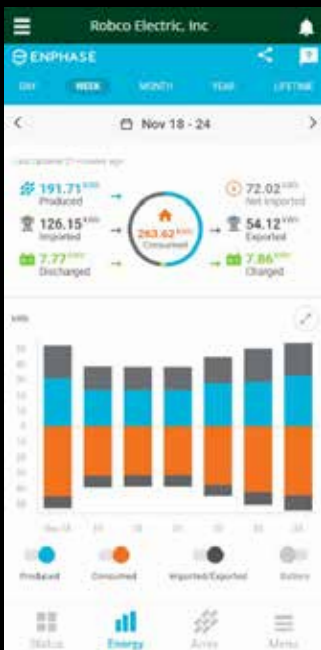 Robco Electric, Inc
ENPHASE
DAY WEEK MONTH YEAR LIFETIME
Nov 18 - 24
191.71 kWh
Produced
72.02 kWh
Net Imported
126.15 kWh
Imported
263.62 kWh
Consumed
54.12 kWh
Exported
7.77 kWh
Discharged
7.86 kWh
Charged
kWh
Produced Consumed Imported/Exported Battery
Status Energy Array Menu